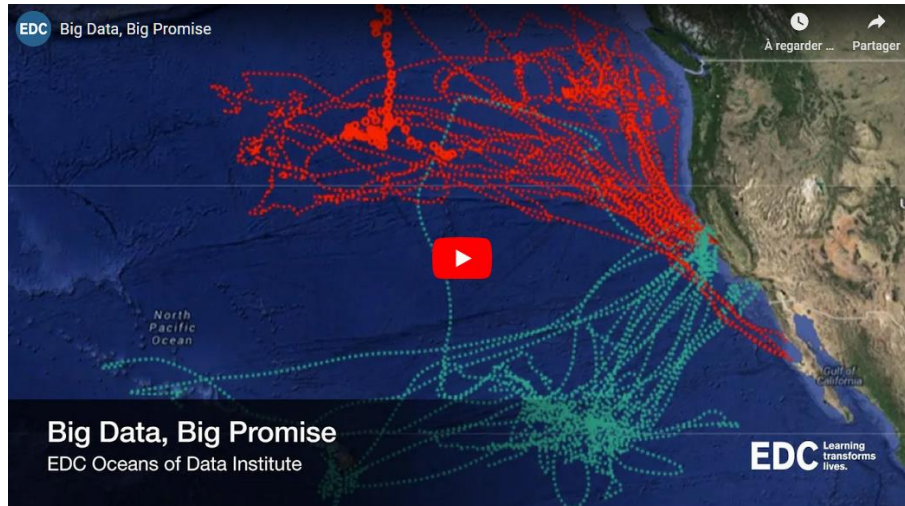 EDC Big Data, Big Promise
À regarder ...
Partager
North
Pacific
Ocean
Gulf of
California
Big Data, Big Promise
EDC Oceans of Data Institute
EDC Learning
transforms
lives.